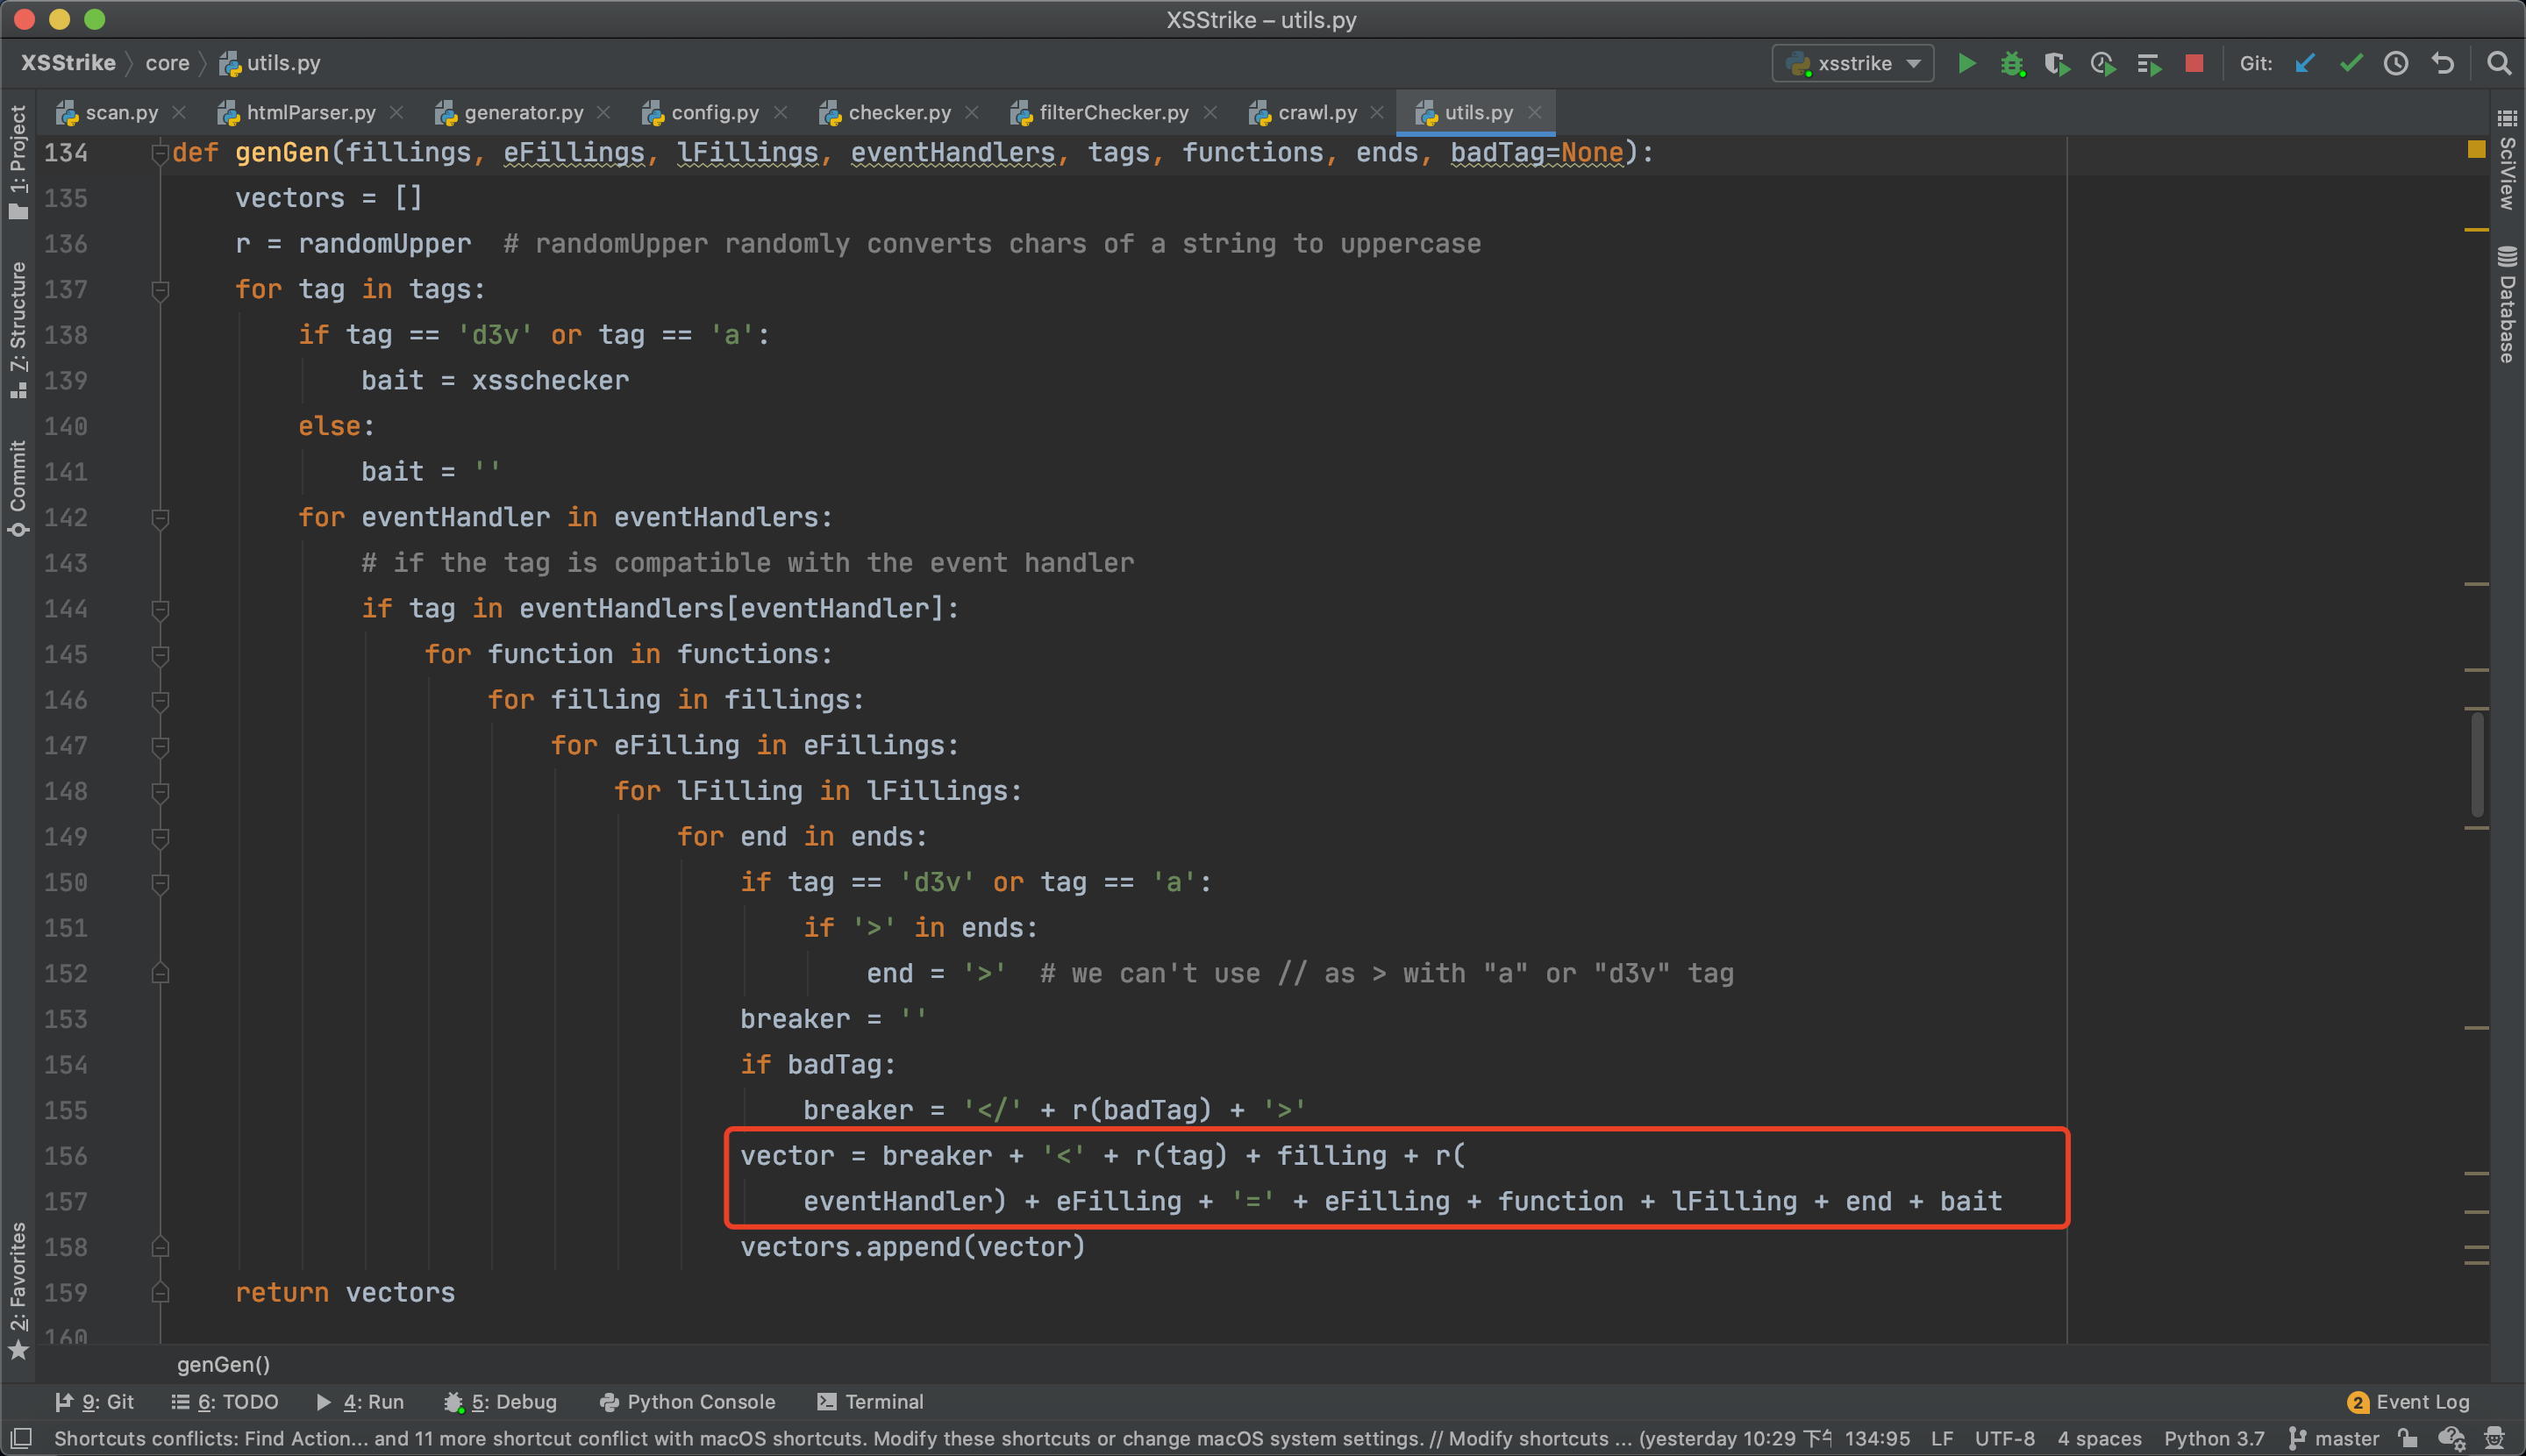 XSStrike – utils.py
XSStrike core utils.py xsstrike Git:
scan.py htmlParser.py generator.py config.py checker.py filterChecker.py crawl.py utils.py
1: Project
Z: Structure
Commit
2: Favorites
134 def genGen(fillings, eFillings, lFillings, eventHandlers, tags, functions, ends, badTag=None):
135     vectors = []
136     r = randomUpper  # randomUpper randomly converts chars of a string to uppercase
137     for tag in tags:
138         if tag == 'd3v' or tag == 'a':
139             bait = xsschecker
140         else:
141             bait = ''
142         for eventHandler in eventHandlers:
143             # if the tag is compatible with the event handler
144             if tag in eventHandlers[eventHandler]:
145                 for function in functions:
146                     for filling in fillings:
147                         for eFilling in eFillings:
148                             for lFilling in lFillings:
149                                 for end in ends:
150                                     if tag == 'd3v' or tag == 'a':
151                                         if '>' in ends:
152                                             end = '>'  # we can't use // as > with "a" or "d3v" tag
153                                     breaker = ''
154                                     if badTag:
155                                         breaker = '</' + r(badTag) + '>'
156                                     vector = breaker + '<' + r(tag) + filling + r(
157                                         eventHandler) + eFilling + '=' + eFilling + function + lFilling + end + bait
158                                     vectors.append(vector)
159     return vectors
160
SciView
Database
genGen()
9: Git 6: TODO 4: Run 5: Debug Python Console Terminal 2 Event Log
Shortcuts conflicts: Find Action... and 11 more shortcut conflict with macOS shortcuts. Modify these shortcuts or change macOS system settings. // Modify shortcuts ... (yesterday 10:29 下 134:95 LF UTF-8 4 spaces Python 3.7 master